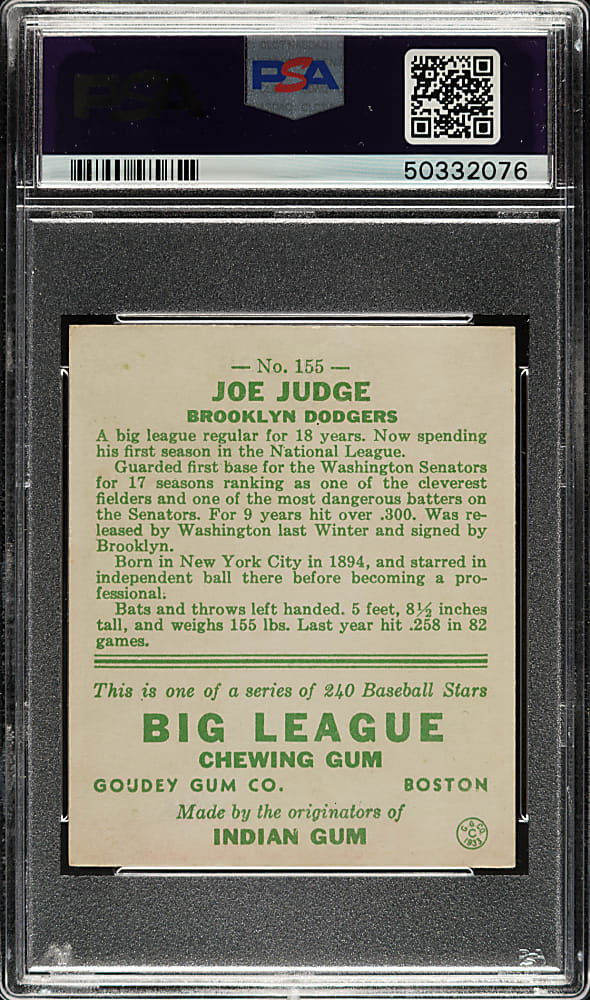 PSA
PSA
50332076
— No. 155 —
JOE JUDGE
BROOKLYN DODGERS
A big league regular for 18 years. Now spending
his first season in the National League.
Guarded first base for the Washington Senators
for 17 seasons ranking as one of the cleverest
fielders and one of the most dangerous batters on
the Senators. For 9 years hit over .300. Was re-
leased by Washington last Winter and signed by
Brooklyn.
Born in New York City in 1894, and starred in
independent ball there before becoming a pro-
fessional.
Bats and throws left handed. 5 feet, 8½ inches
tall, and weighs 155 lbs. Last year hit .258 in 82
games.
This is one of a series of 240 Baseball Stars
BIG LEAGUE
CHEWING GUM
GOUDEY GUM CO. BOSTON
Made by the originators of
INDIAN GUM
G. G. CO.
C
1933